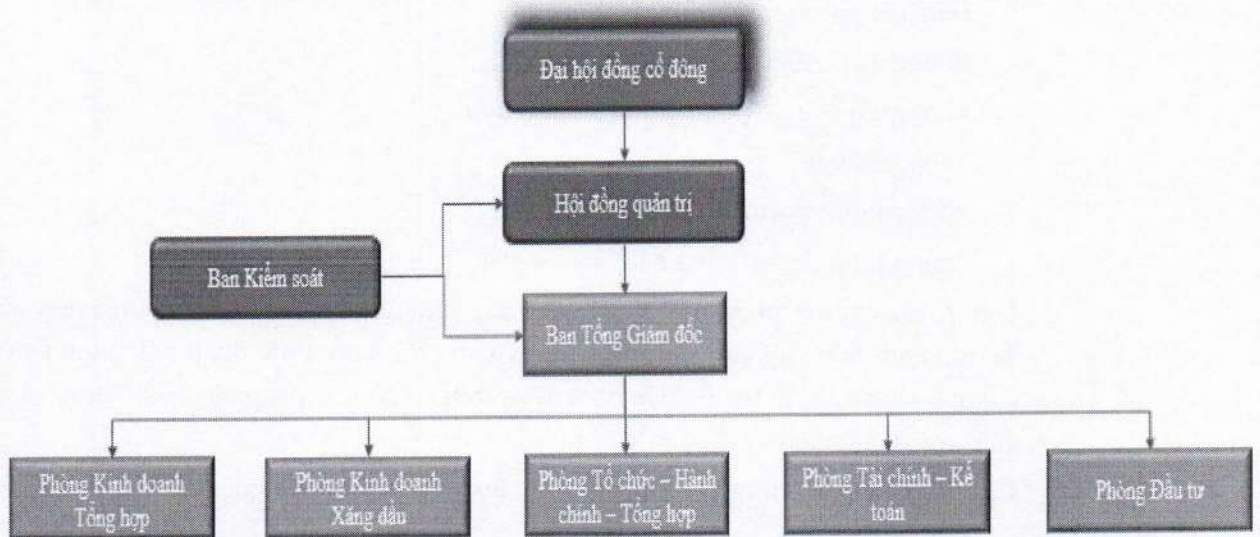 Đại hội đồng cổ đông
Hội đồng quản trị
Ban Kiểm soát
Ban Tổng Giám đốc
Phòng Kinh doanh
Tổng hợp
Phòng Kinh doanh
Xăng dầu
Phòng Tổ chức – Hành
chính – Tổng hợp
Phòng Tài chính – Kế
toán
Phòng Đầu tư